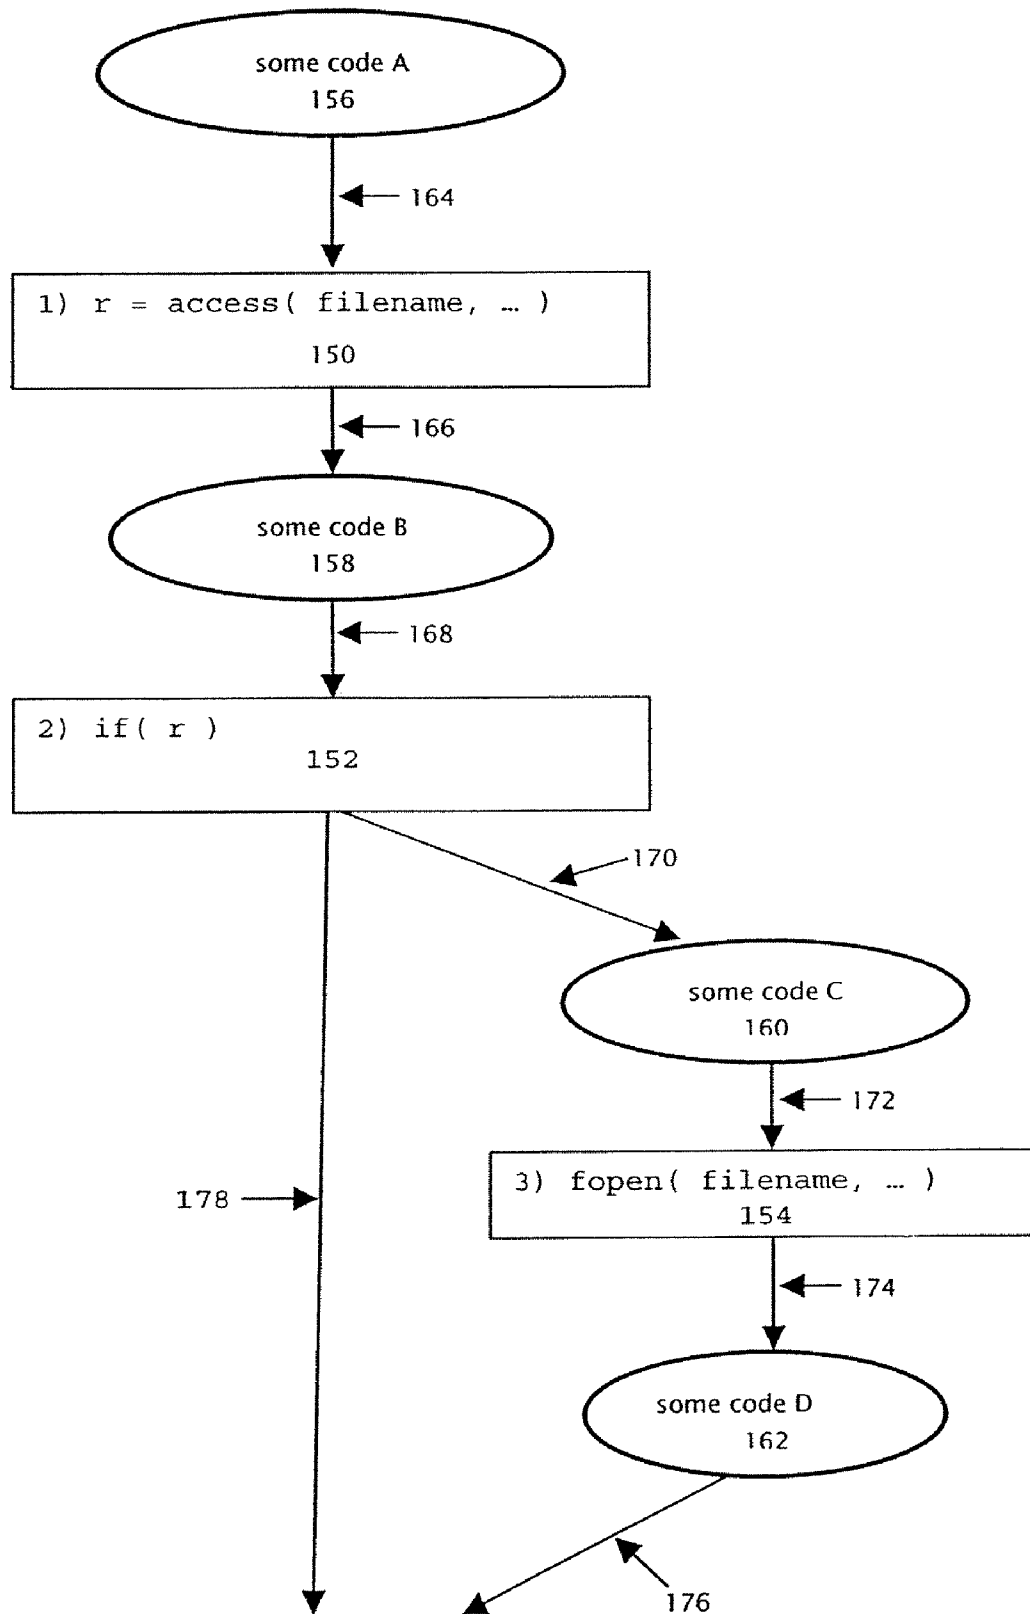 some code A
156
164
1) r = access( filename, … )
150
166
some code B
158
168
2) if( r )
152
170
some code C
160
172
3) fopen( filename, … )
154
178
174
some code D
162
176